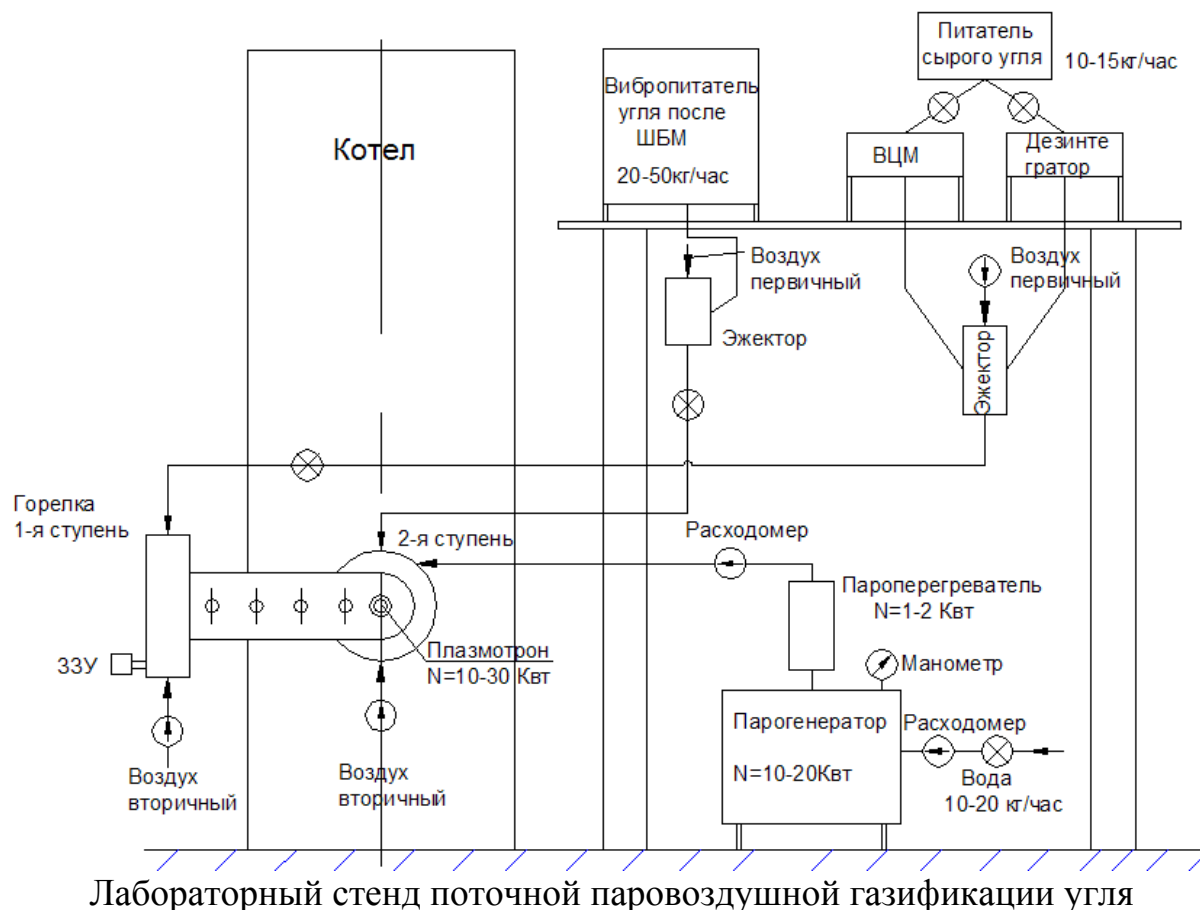 Питатель
сырого угля
10-15кг/час
Вибропитатель
угля после
ШБМ
20-50кг/час
Котел
ВЦМ
Дезинте
гратор
Воздух
первичный
Воздух
первичный
Эжектор
Эжектор
Горелка
1-я ступень
2-я ступень
Расходомер
Пароперегреватель
N=1-2 Квт
Плазмотрон
N=10-30 Квт
ЗЗУ
Манометр
Парогенератор
N=10-20Квт
Расходомер
Вода
10-20 кг/час
Воздух
вторичный
Воздух
вторичный
Лабораторный стенд поточной паровоздушной газификации угля